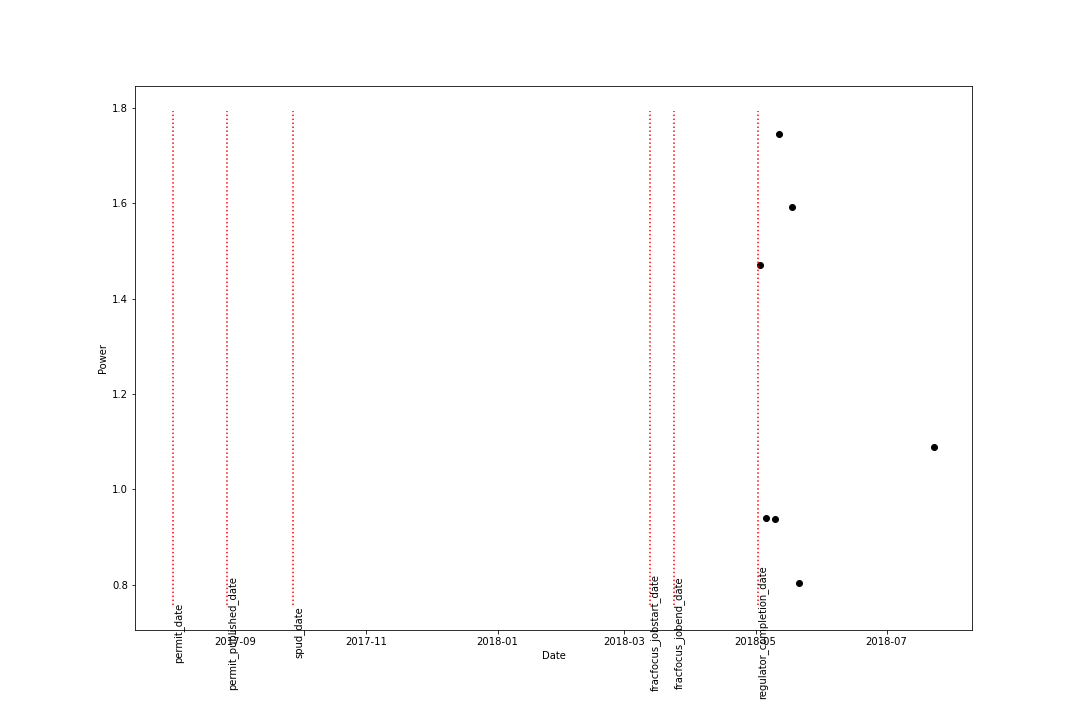 1.8
1.6
1.4
1.2
1.0
0.8
Power
permit_date
permit_published_date
spud_date
fracfocus_jobstart_date
fracfocus_jobend_date
regulator_completion_date
2017-09
2017-11
2018-01
2018-03
2018-05
2018-07
Date